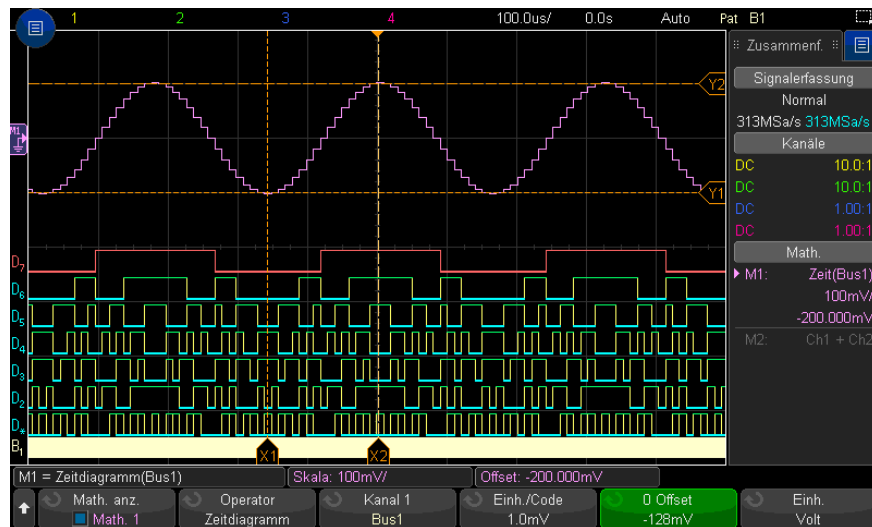 1 2 3 4 100.0us/ 0.0s Auto Pat B1
Zusammenf.
Signalerfassung
Normal
313MSa/s 313MSa/s
Kanäle
DC 10.0:1
DC 10.0:1
DC 1.00:1
DC 1.00:1
Math.
M1: Zeit(Bus1)
100mV/
-200.000mV
M2: Ch1 + Ch2
Y2
M1
Y1
D7
D6
D5
D4
D3
D2
D*
B1
X1 X2
M1 = Zeitdiagramm(Bus1) Skala: 100mV/ Offset: -200.000mV
Math. anz. Operator Kanal 1 Einh./Code 0 Offset Einh.
Math. 1 Zeitdiagramm Bus1 1.0mV -128mV Volt